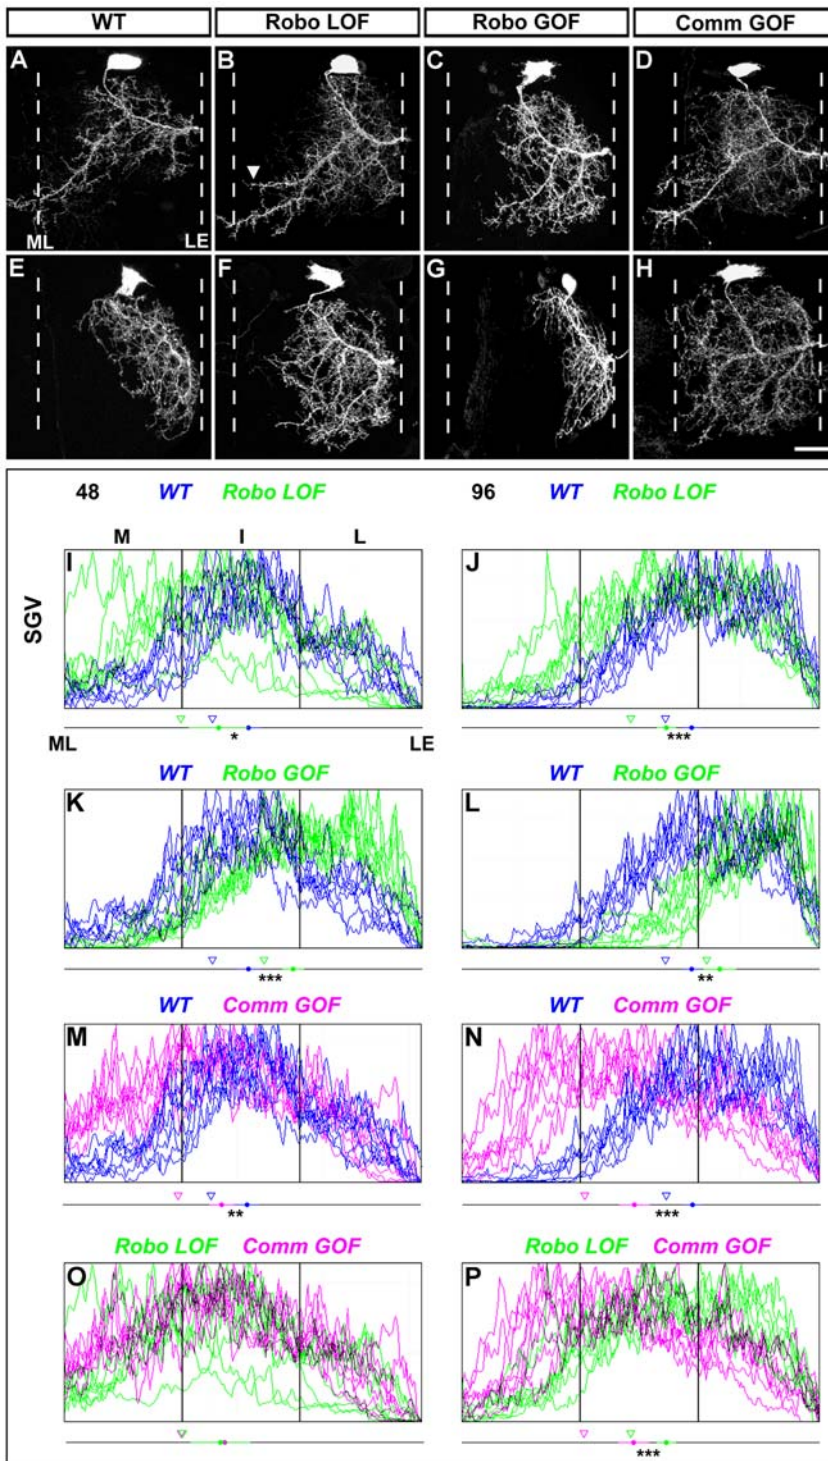 WT Robo LOF Robo GOF Comm GOF
A B C D
ML LE
E F G H
48 WT Robo LOF 96 WT Robo LOF
M I L
I J
SGV
* ***
ML LE
WT Robo GOF WT Robo GOF
K L
*** **
WT Comm GOF WT Comm GOF
M N
** ***
Robo LOF Comm GOF Robo LOF Comm GOF
O P
***